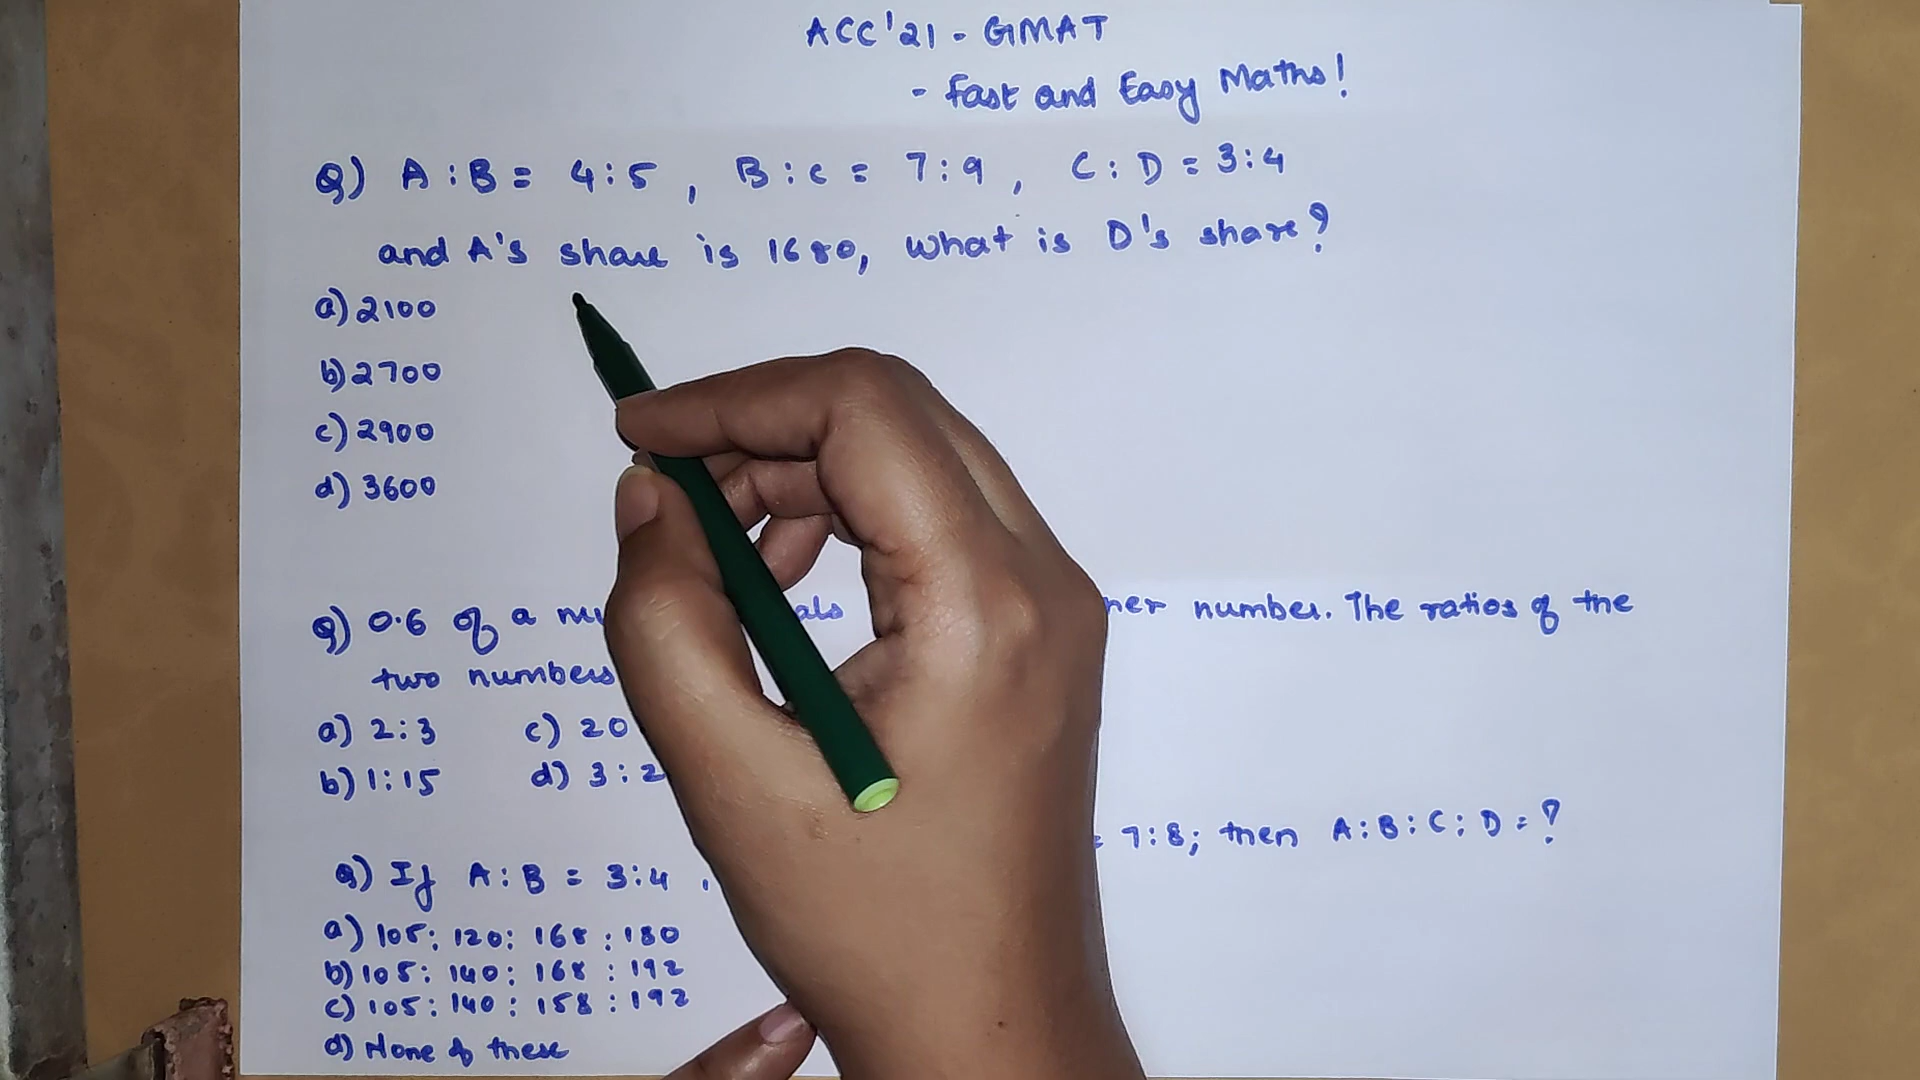 ACC'21 - GMAT
- Fast and Easy Maths!
Q) A:B = 4:5, B:C = 7:9, C:D = 3:4
and A's share is 1680, what is D's share?
a) 2100
b) 2700
c) 2900
d) 3600
Q) 0.6 of a number. The ratios of the
two numbers
a) 2:3 c) 20
b) 1:15 d) 3:2
= 7:8; then A:B:C:D = ?
Q) If A:B = 3:4,
a) 105: 120: 168: 180
b) 105: 140: 168: 192
c) 105: 140: 158: 192
d) None of these